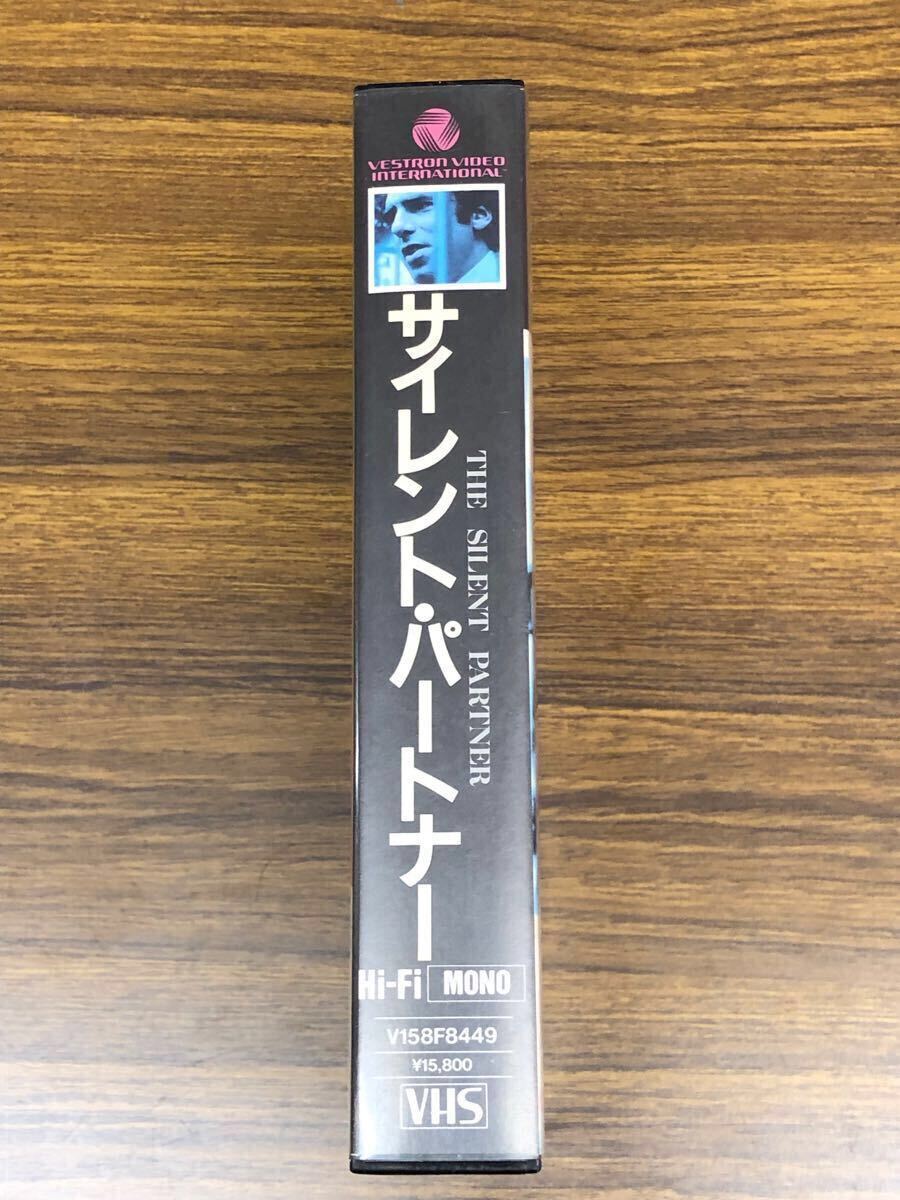 VESTRON VIDEO
INTERNATIONAL™
サイレント・パートナー
THE SILENT PARTNER
Hi-Fi MONO
V158F8449
¥15,800
VHS